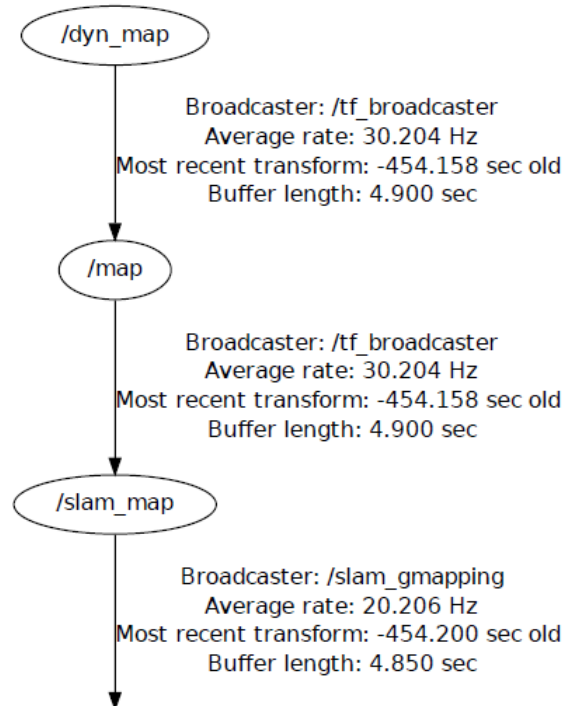 /dyn_map
Broadcaster: /tf_broadcaster
Average rate: 30.204 Hz
Most recent transform: -454.158 sec old
Buffer length: 4.900 sec
/map
Broadcaster: /tf_broadcaster
Average rate: 30.204 Hz
Most recent transform: -454.158 sec old
Buffer length: 4.900 sec
/slam_map
Broadcaster: /slam_gmapping
Average rate: 20.206 Hz
Most recent transform: -454.200 sec old
Buffer length: 4.850 sec